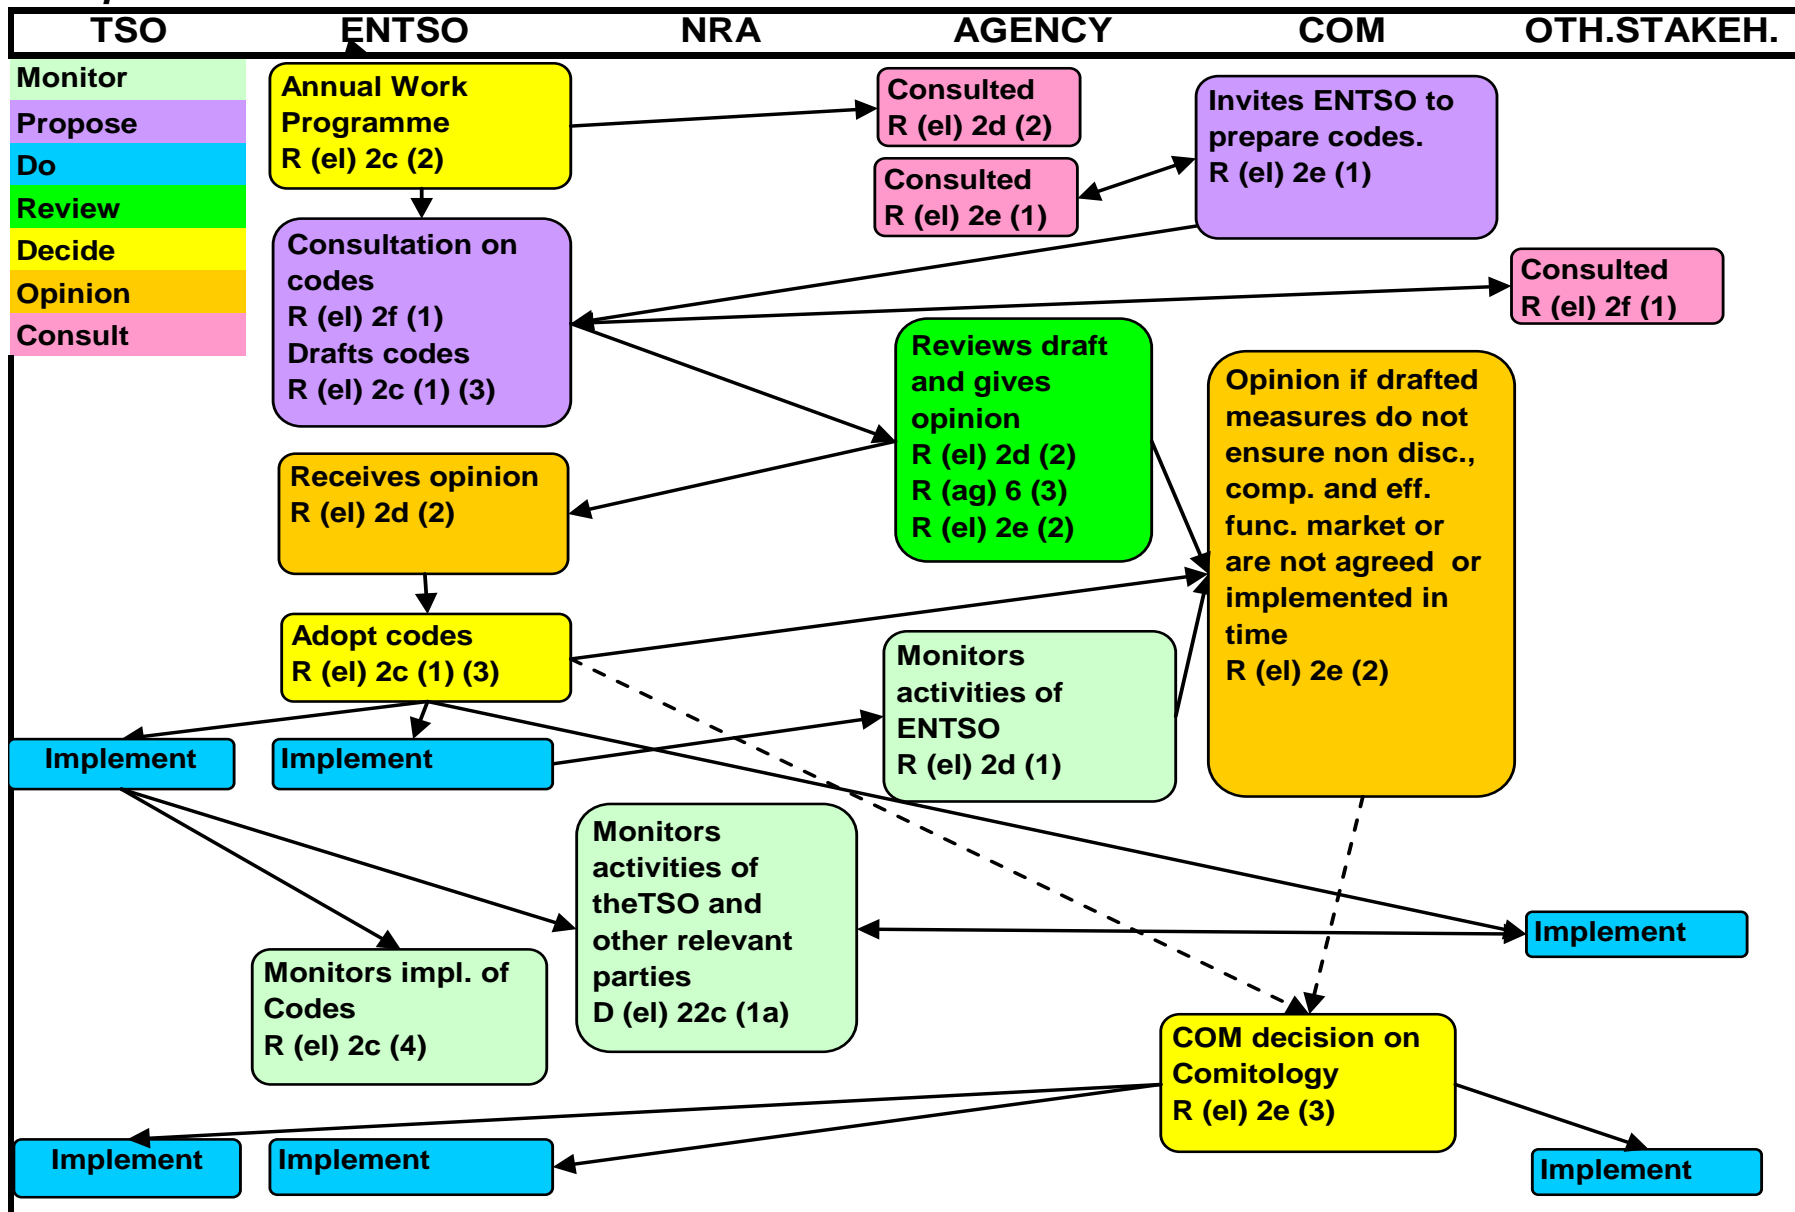 TSO ENTSO NRA AGENCY COM OTH.STAKEH.
Monitor
Propose
Do
Review
Decide
Opinion
Consult
Annual Work
Programme
R (el) 2c (2)
Consulted
R (el) 2d (2)
Invites ENTSO to
prepare codes.
R (el) 2e (1)
Consulted
R (el) 2e (1)
Consultation on
codes
R (el) 2f (1)
Drafts codes
R (el) 2c (1) (3)
Consulted
R (el) 2f (1)
Reviews draft
and gives
opinion
R (el) 2d (2)
R (ag) 6 (3)
R (el) 2e (2)
Opinion if drafted
measures do not
ensure non disc.,
comp. and eff.
func. market or
are not agreed or
implemented in
time
R (el) 2e (2)
Receives opinion
R (el) 2d (2)
Adopt codes
R (el) 2c (1) (3)
Monitors
activities of
ENTSO
R (el) 2d (1)
Implement
Implement
Monitors
activities of
theTSO and
other relevant
parties
D (el) 22c (1a)
Implement
Monitors impl. of
Codes
R (el) 2c (4)
COM decision on
Comitology
R (el) 2e (3)
Implement
Implement
Implement